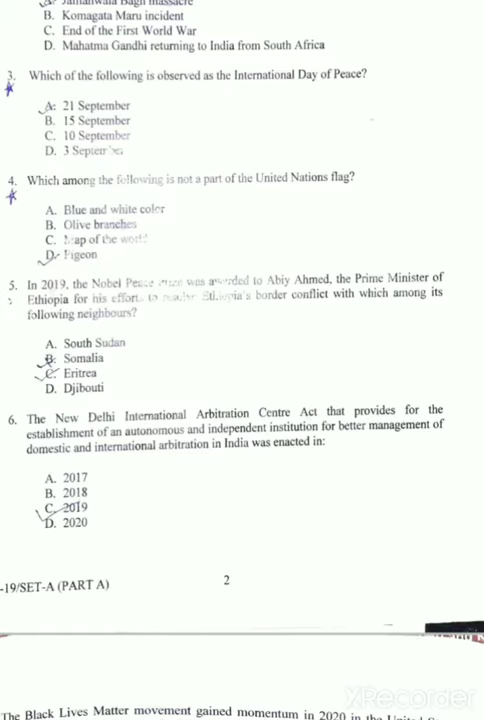 A. Jallianwala Bagh massacre
B. Komagata Maru incident
C. End of the First World War
D. Mahatma Gandhi returning to India from South Africa
3. Which of the following is observed as the International Day of Peace?
A. 21 September
B. 15 September
C. 10 September
D. 3 September
4. Which among the following is not a part of the United Nations flag?
A. Blue and white color
B. Olive branches
C. Map of the world
D. Pigeon
5. In 2019, the Nobel Peace was awarded to Abiy Ahmed, the Prime Minister of
Ethiopia for his efforts to Ethiopia's border conflict with which among its
following neighbours?
A. South Sudan
B. Somalia
C. Eritrea
D. Djibouti
6. The New Delhi International Arbitration Centre Act that provides for the
establishment of an autonomous and independent institution for better management of
domestic and international arbitration in India was enacted in:
A. 2017
B. 2018
C. 2019
D. 2020
-19/SET-A (PART A)
2
XRecorder
The Black Lives Matter movement gained momentum in 2020 in the